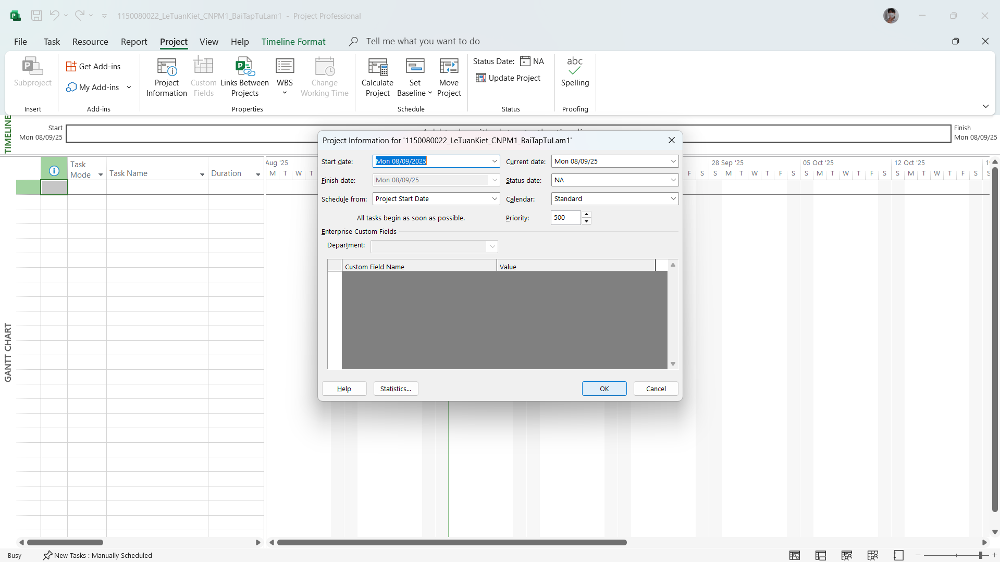 1150080022_LeTuanKiet_CNPM1_BaiTapTuLam1 - Project Professional
File Task Resource Report Project View Help Timeline Format Tell me what you want to do
Subproject
Insert
Get Add-ins
My Add-ins
Add-ins
Project Information
Custom Fields
Links Between Projects
WBS
Change Working Time
Properties
Calculate Project
Set Baseline
Move Project
Schedule
Status Date: NA
Update Project
Status
abc
Spelling
Proofing
TIMELINE
Start
Mon 08/09/25
Finish
Mon 08/09/25
Task Mode
Task Name
Duration
Aug '25
M T W T
28 Sep '25 05 Oct '25 12 Oct '25
F S S M T W T F S S M T W T F S S M T W T F S
GANTT CHART
Project Information for '1150080022_LeTuanKiet_CNPM1_BaiTapTuLam1'
Start date: Mon 08/09/2025
Current date: Mon 08/09/25
Finish date: Mon 08/09/25
Status date: NA
Schedule from: Project Start Date
Calendar: Standard
All tasks begin as soon as possible.
Priority: 500
Enterprise Custom Fields
Department:
Custom Field Name Value
Help Statistics... OK Cancel
Busy New Tasks : Manually Scheduled